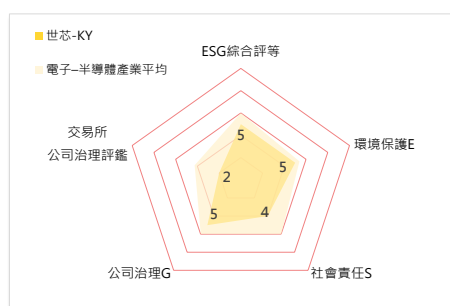 世芯-KY
電子–半導體產業平均
ESG綜合評等
交易所
公司治理評鑑
環境保護E
5
5
2
5
4
公司治理G
社會責任S